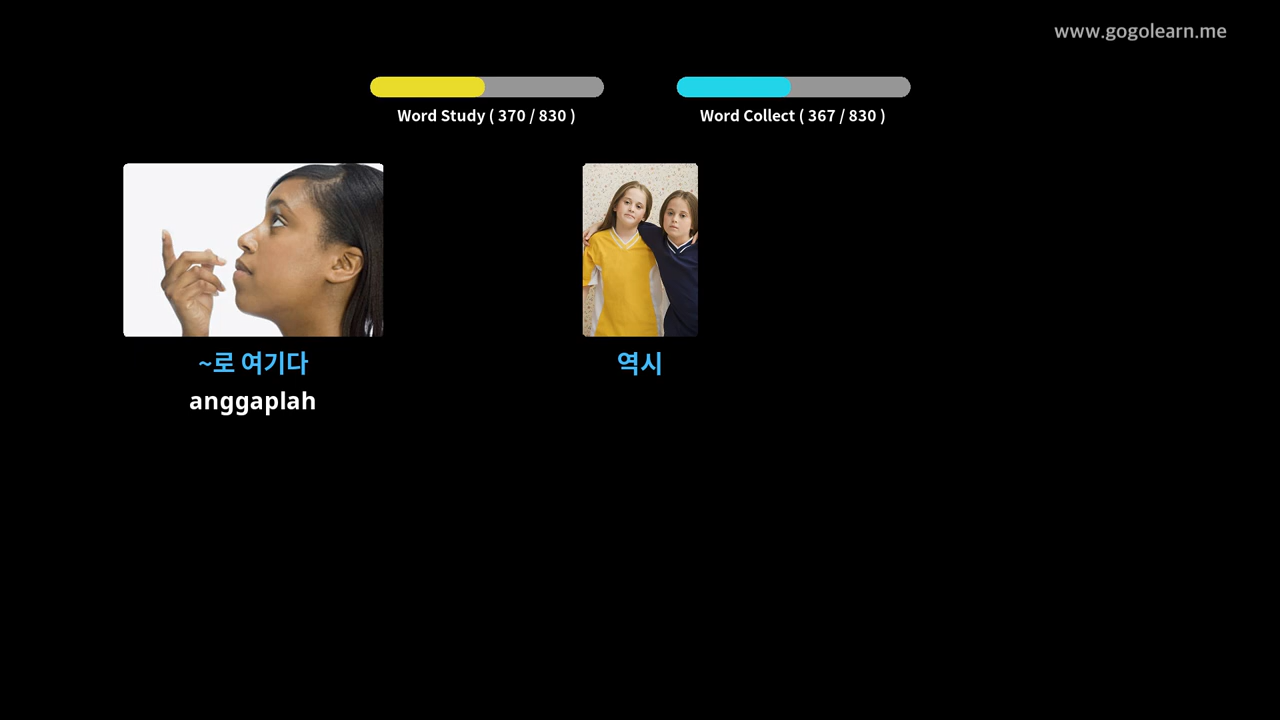 www.gogolearn.me
Word Study ( 370 / 830 )
Word Collect ( 367 / 830 )
~로 여기다
anggaplah
역시